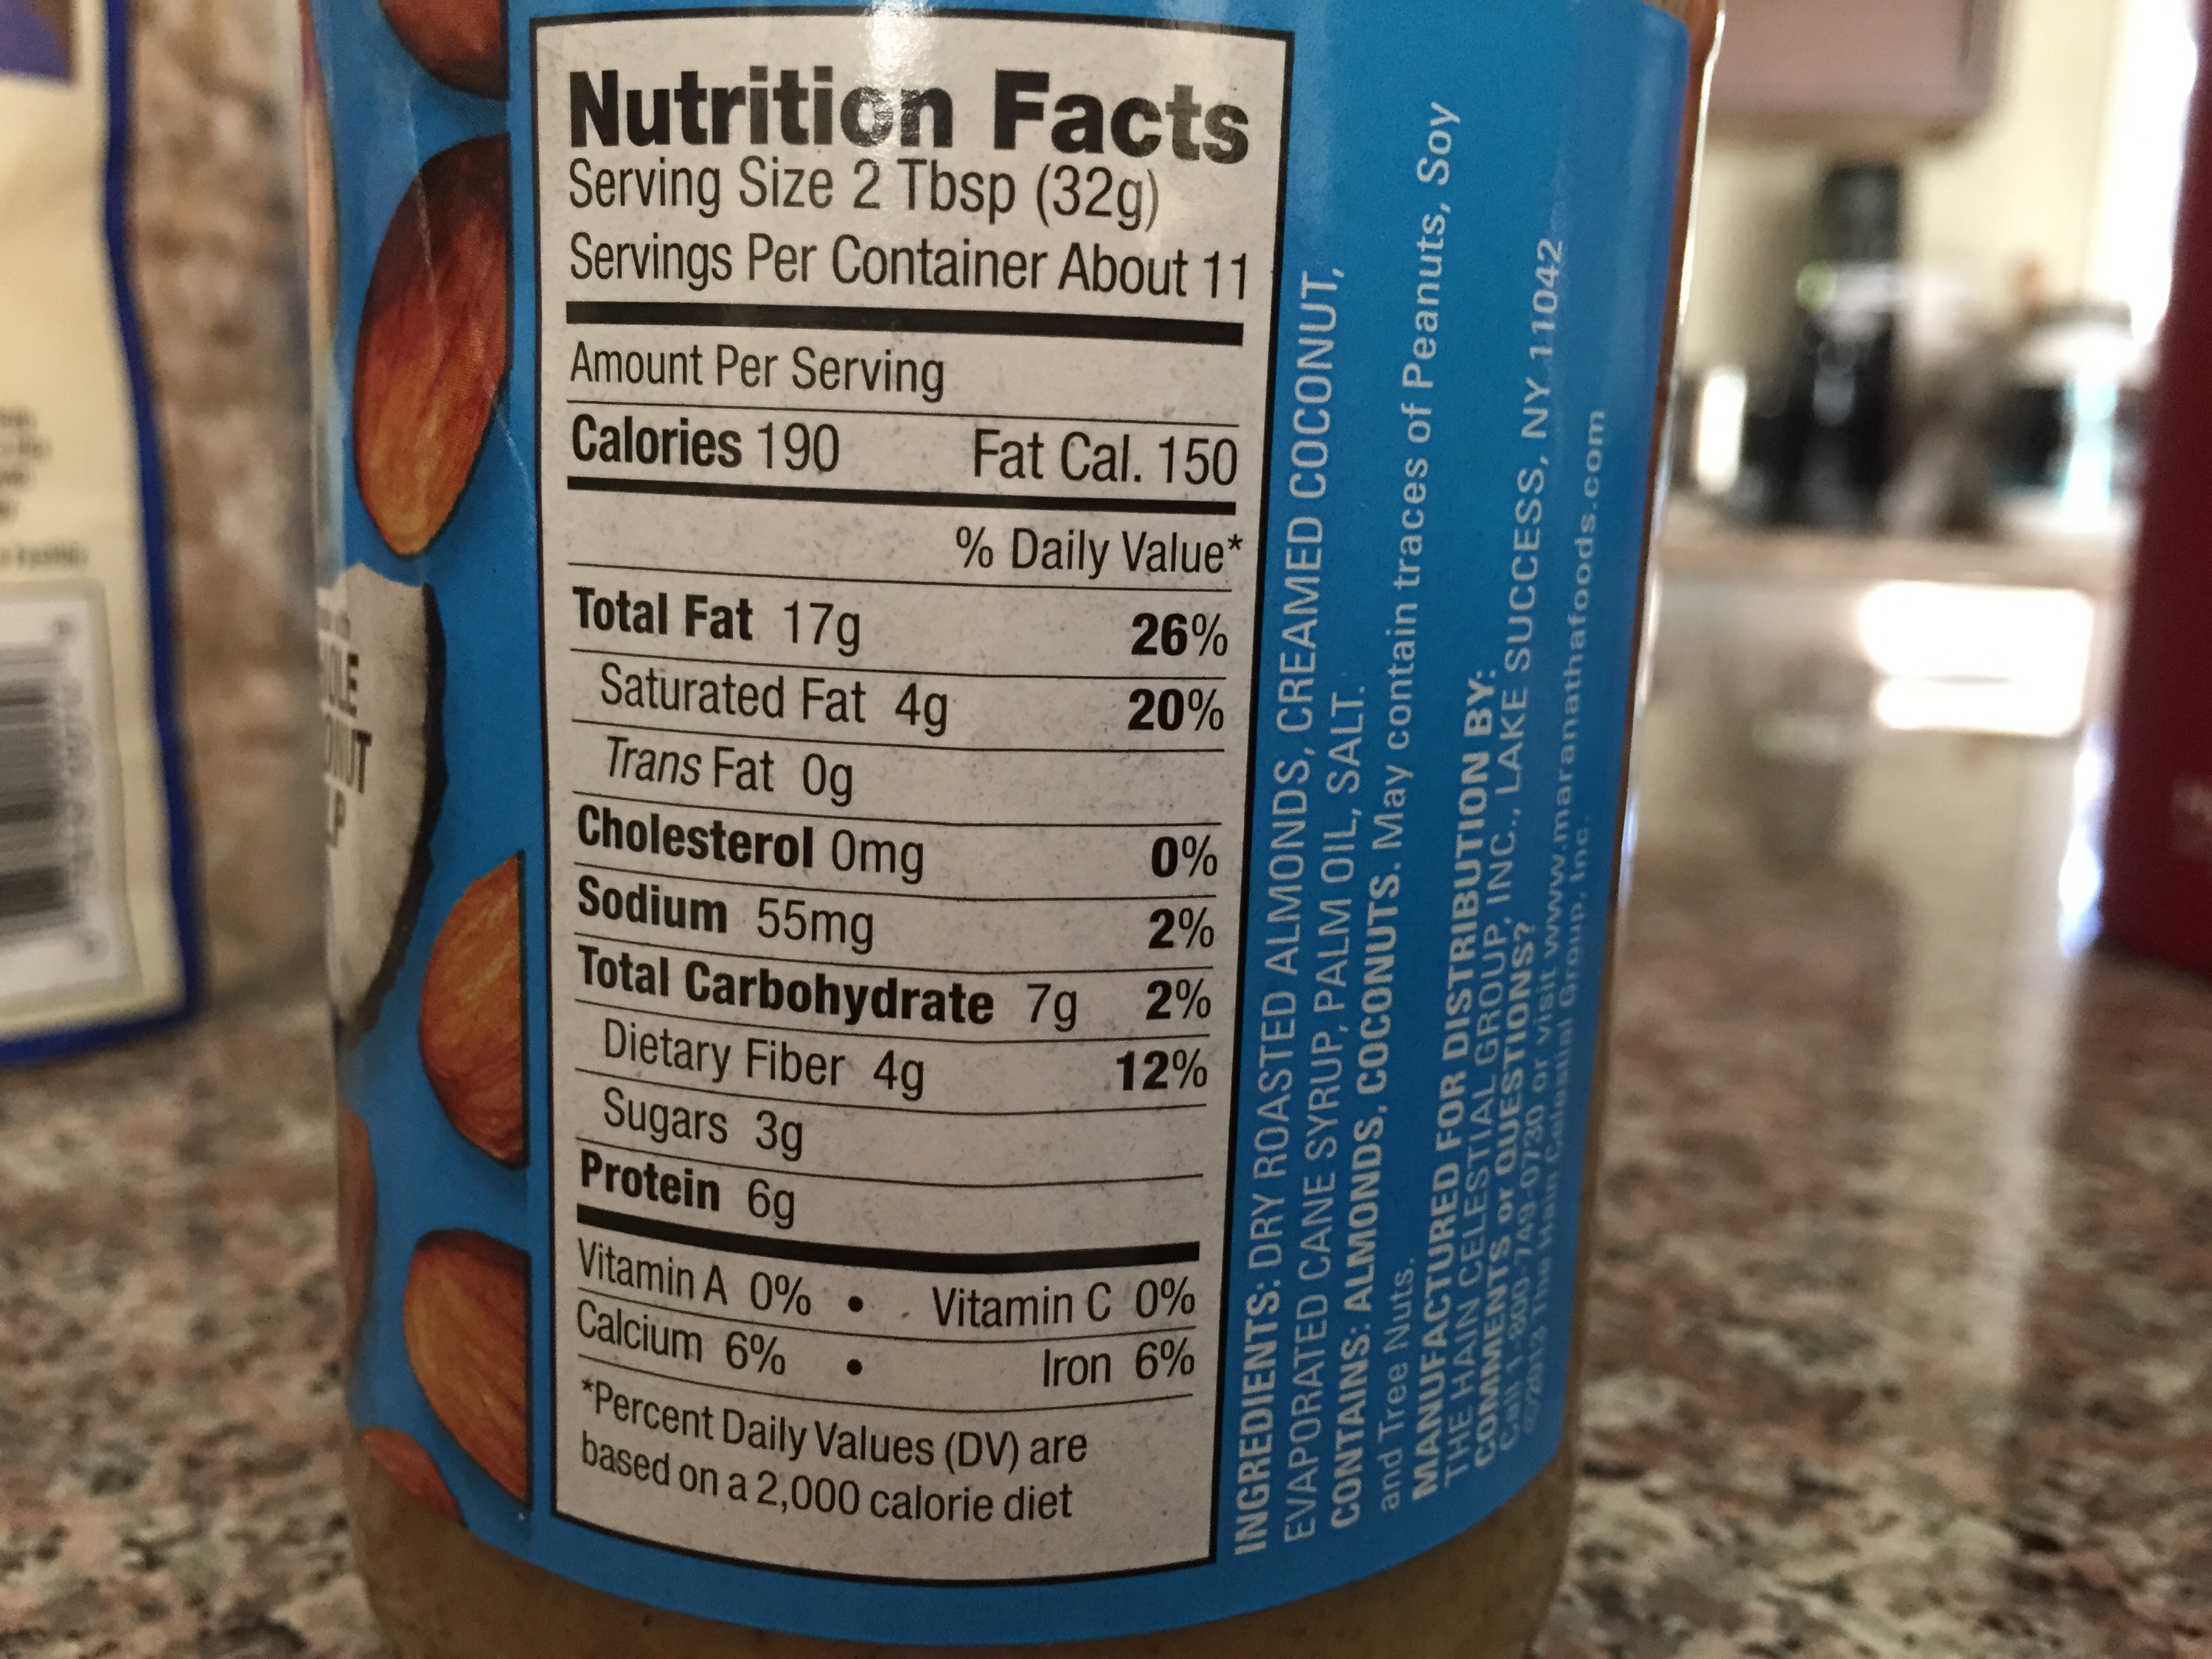 Nutrition Facts
Serving Size 2 Tbsp (32g)
Servings Per Container About 11
Amount Per Serving
Calories 190 Fat Cal. 150
% Daily Value*
Total Fat 17g 26%
Saturated Fat 4g 20%
Trans Fat 0g
Cholesterol 0mg 0%
Sodium 55mg 2%
Total Carbohydrate 7g 2%
Dietary Fiber 4g 12%
Sugars 3g
Protein 6g
Vitamin A 0% • Vitamin C 0%
Calcium 6% • Iron 6%
*Percent Daily Values (DV) are
based on a 2,000 calorie diet
INGREDIENTS: DRY ROASTED ALMONDS, CREAMED COCONUT,
EVAPORATED CANE SYRUP, PALM OIL, SALT.
CONTAINS: ALMONDS, COCONUTS. May contain traces of Peanuts, Soy
and Tree Nuts.
MANUFACTURED FOR DISTRIBUTION BY:
THE HAIN CELESTIAL GROUP, INC., LAKE SUCCESS, NY 11042
COMMENTS or QUESTIONS?
Call 1-800-749-0730 or visit www.maranathafoods.com
©2013 The Hain Celestial Group, Inc.